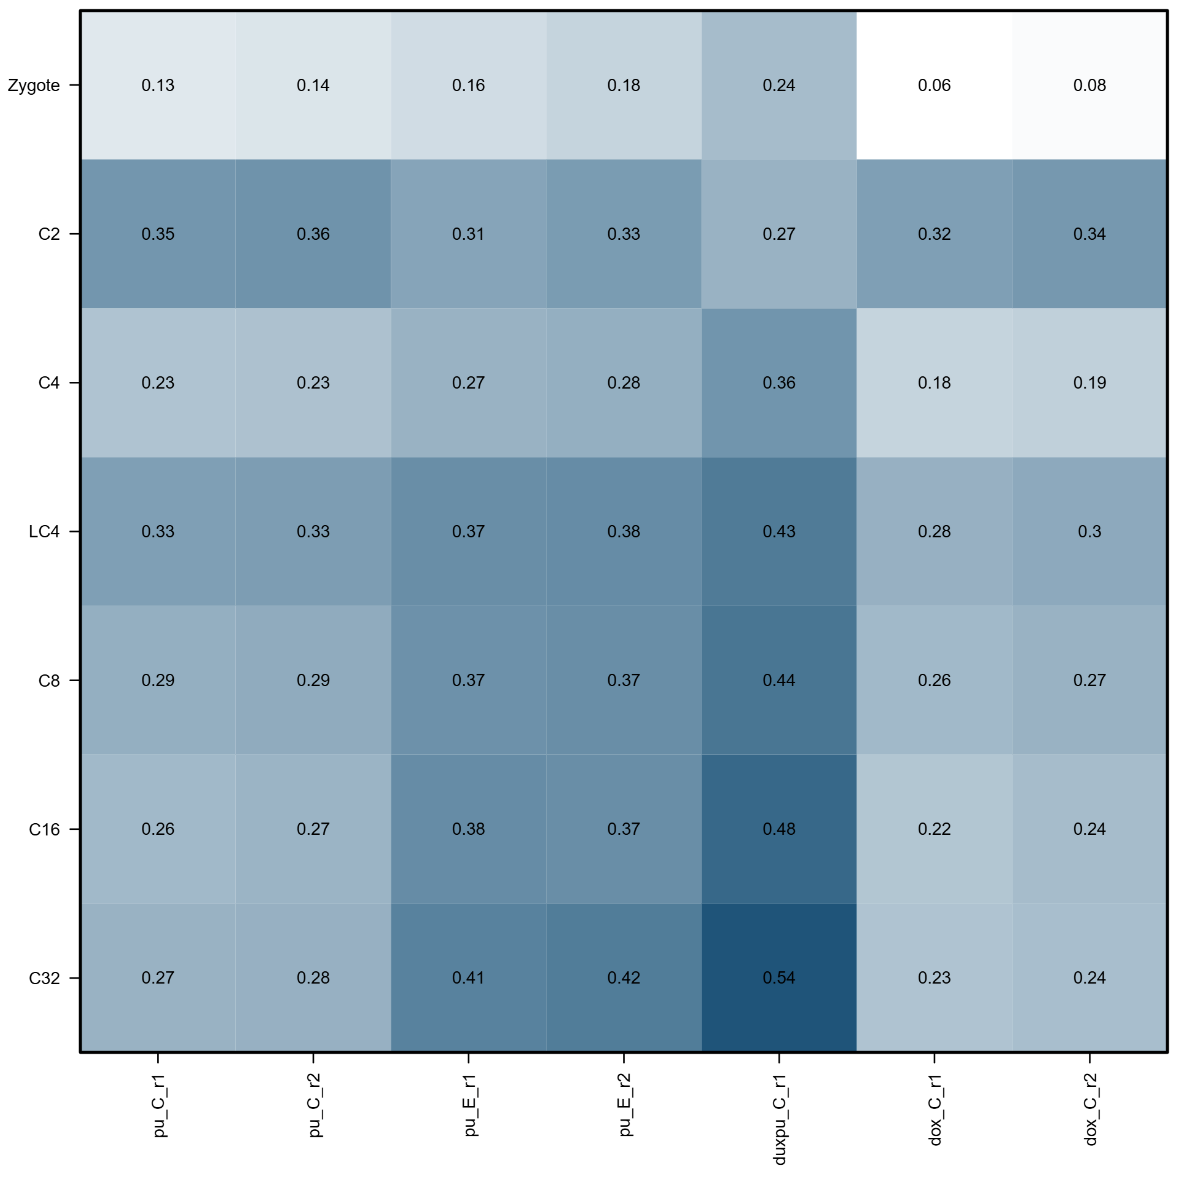 Zygote 0.13 0.14 0.16 0.18 0.24 0.06 0.08
C2 0.35 0.36 0.31 0.33 0.27 0.32 0.34
C4 0.23 0.23 0.27 0.28 0.36 0.18 0.19
LC4 0.33 0.33 0.37 0.38 0.43 0.28 0.3
C8 0.29 0.29 0.37 0.37 0.44 0.26 0.27
C16 0.26 0.27 0.38 0.37 0.48 0.22 0.24
C32 0.27 0.28 0.41 0.42 0.54 0.23 0.24
pu_C_r1 pu_C_r2 pu_E_r1 pu_E_r2 duxpu_C_r1 dox_C_r1 dox_C_r2